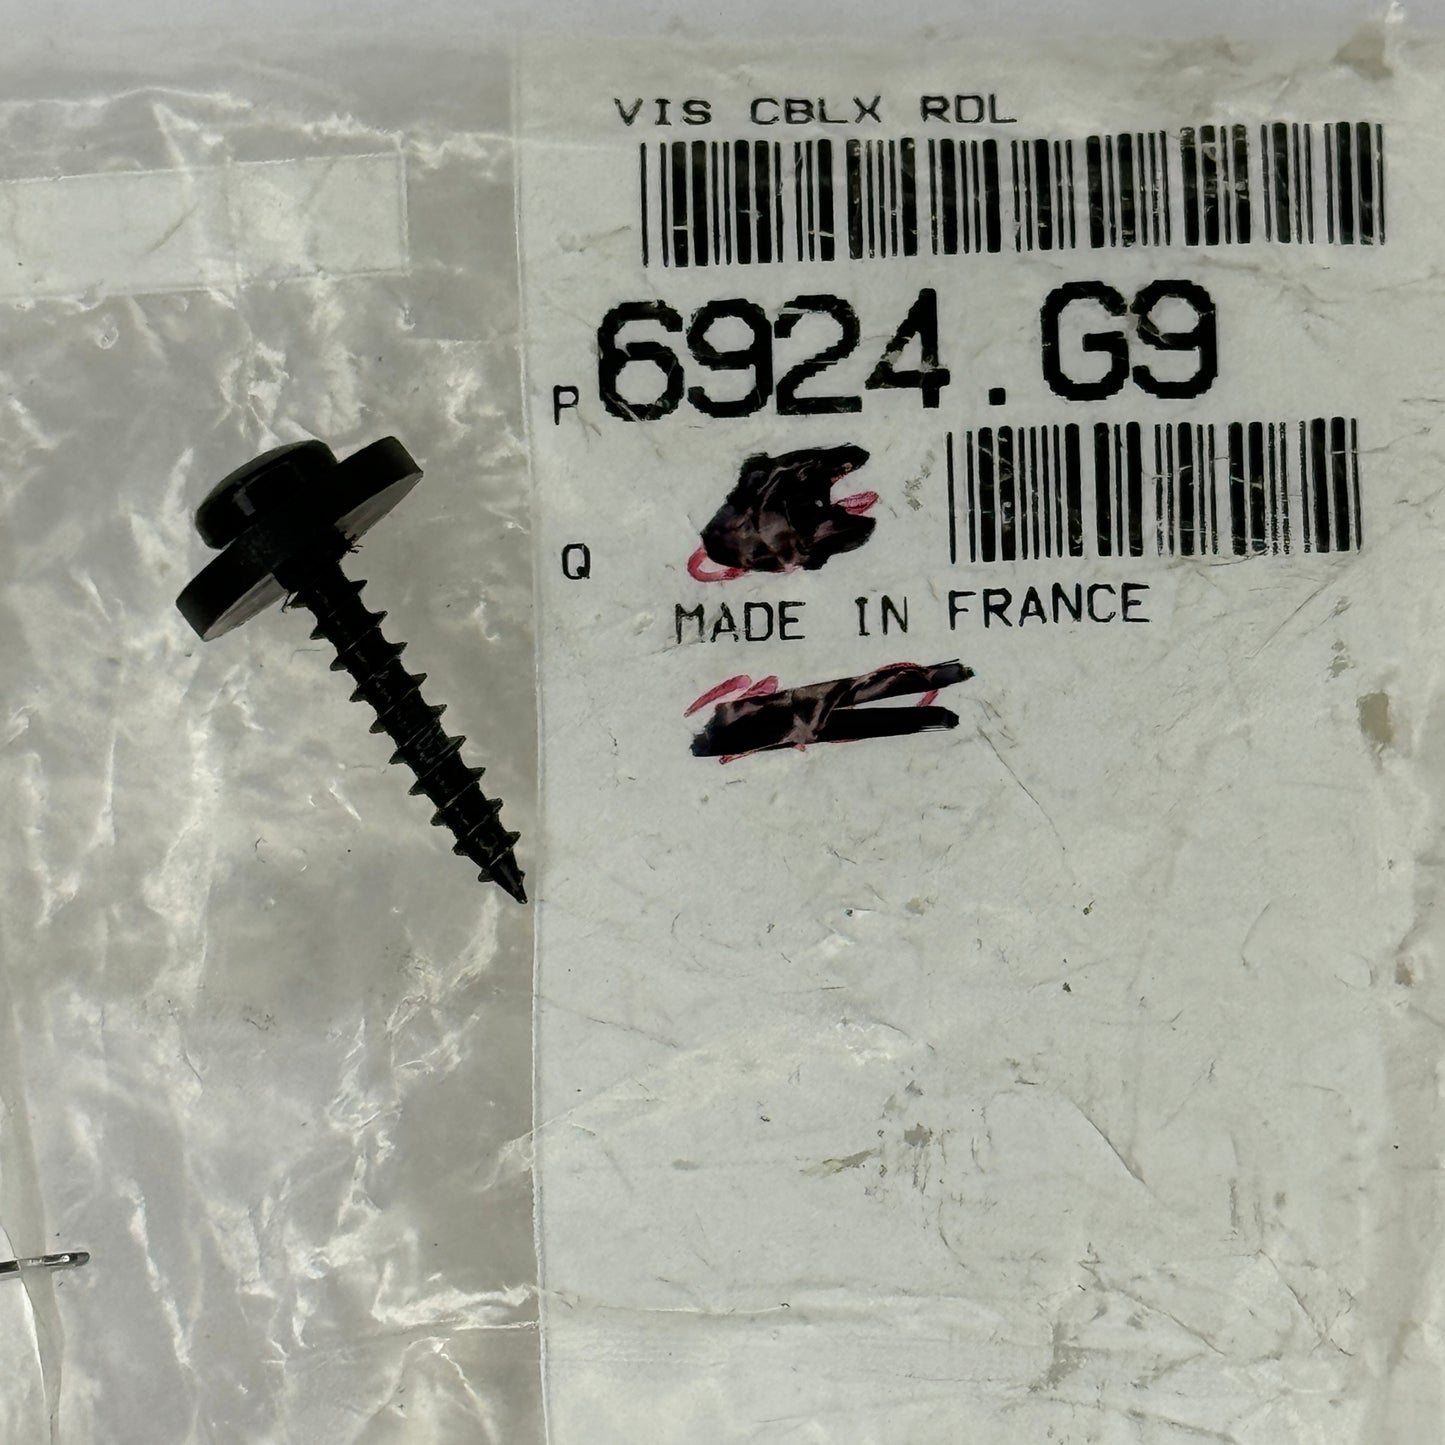 VIS CBLX RDL
P 6924.G9
Q
MADE IN FRANCE